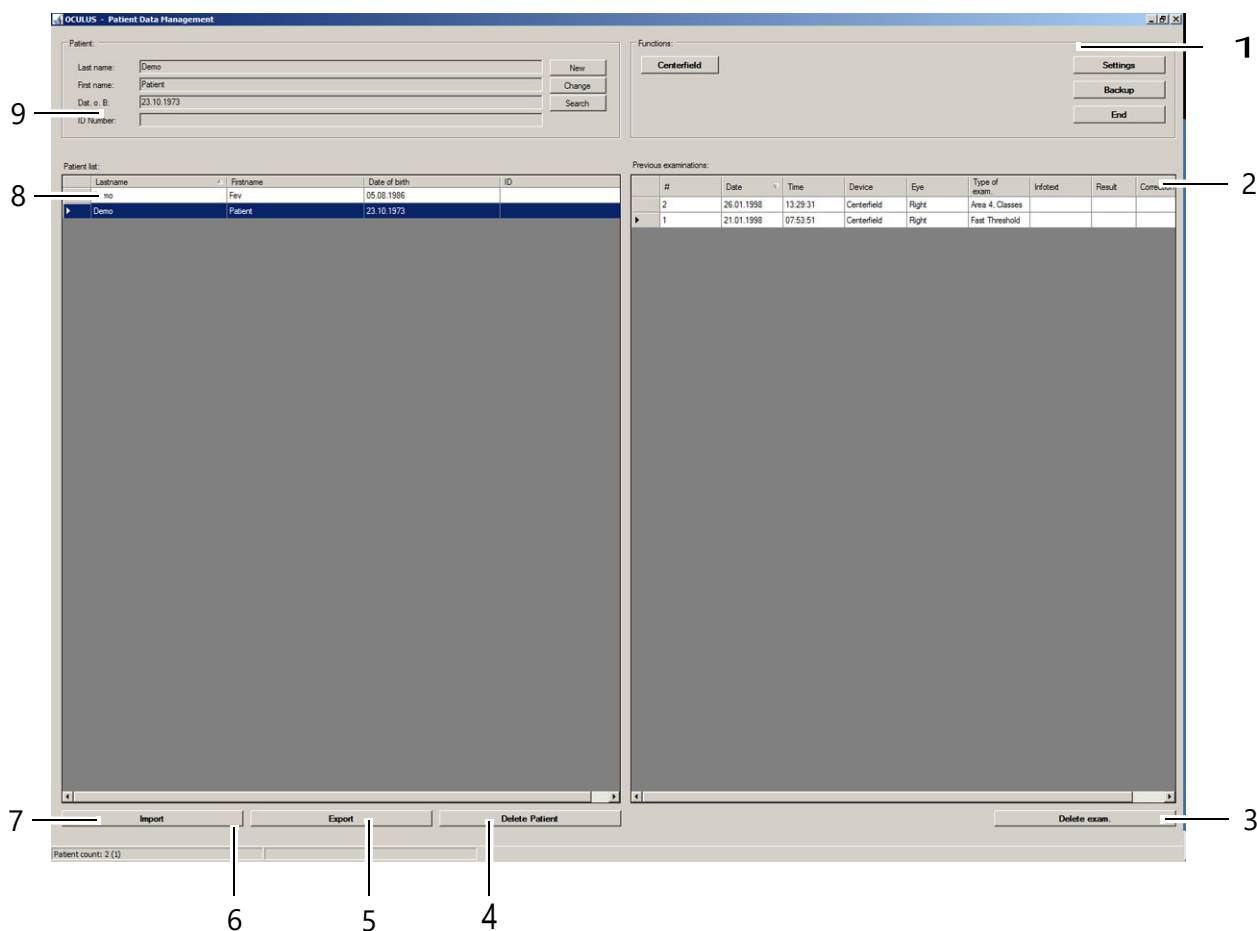 OCULUS - Patient Data Management
Patient:
Last name: Demo New
First name: Patient Change
Dat. o. B: 23.10.1973 Search
ID Number:
Functions:
Centerfield Settings
Backup
End
1
9
Patient list:
Lastname Firstname Date of birth ID
Fev 05.08.1986
Demo Patient 23.10.1973
8
Previous examinations:
# Date Time Device Eye Type of exam. Infotext Result Correction
2 26.01.1998 13:29:31 Centerfield Right Area 4, Classes
1 21.01.1998 07:53:51 Centerfield Right Fast Threshold
2
7
Import Export Delete Patient
Delete exam.
3
Patient count: 2 (1)
6 5 4